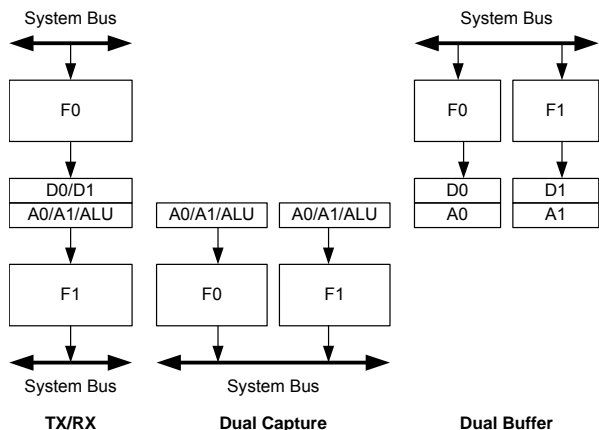 System Bus
F0
D0/D1
A0/A1/ALU
F1
System Bus
TX/RX
A0/A1/ALU
A0/A1/ALU
F0
F1
System Bus
Dual Capture
System Bus
F0
F1
D0
D1
A0
A1
Dual Buffer